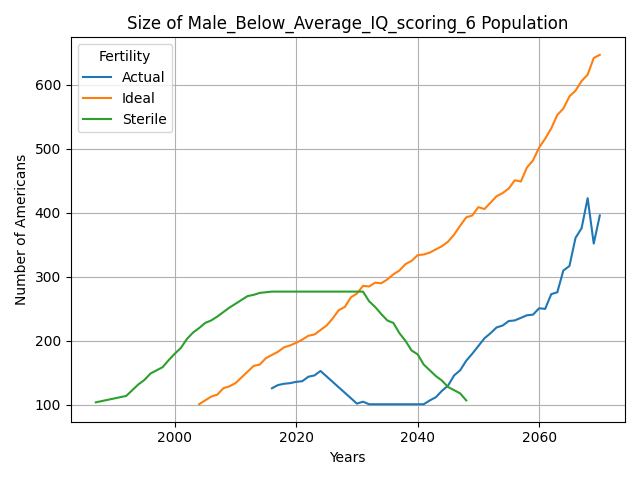 Size of Male_Below_Average_IQ_scoring_6 Population
Fertility
Actual
Ideal
Sterile
Number of Americans
600
500
400
300
200
100
2000
2020
2040
2060
Years